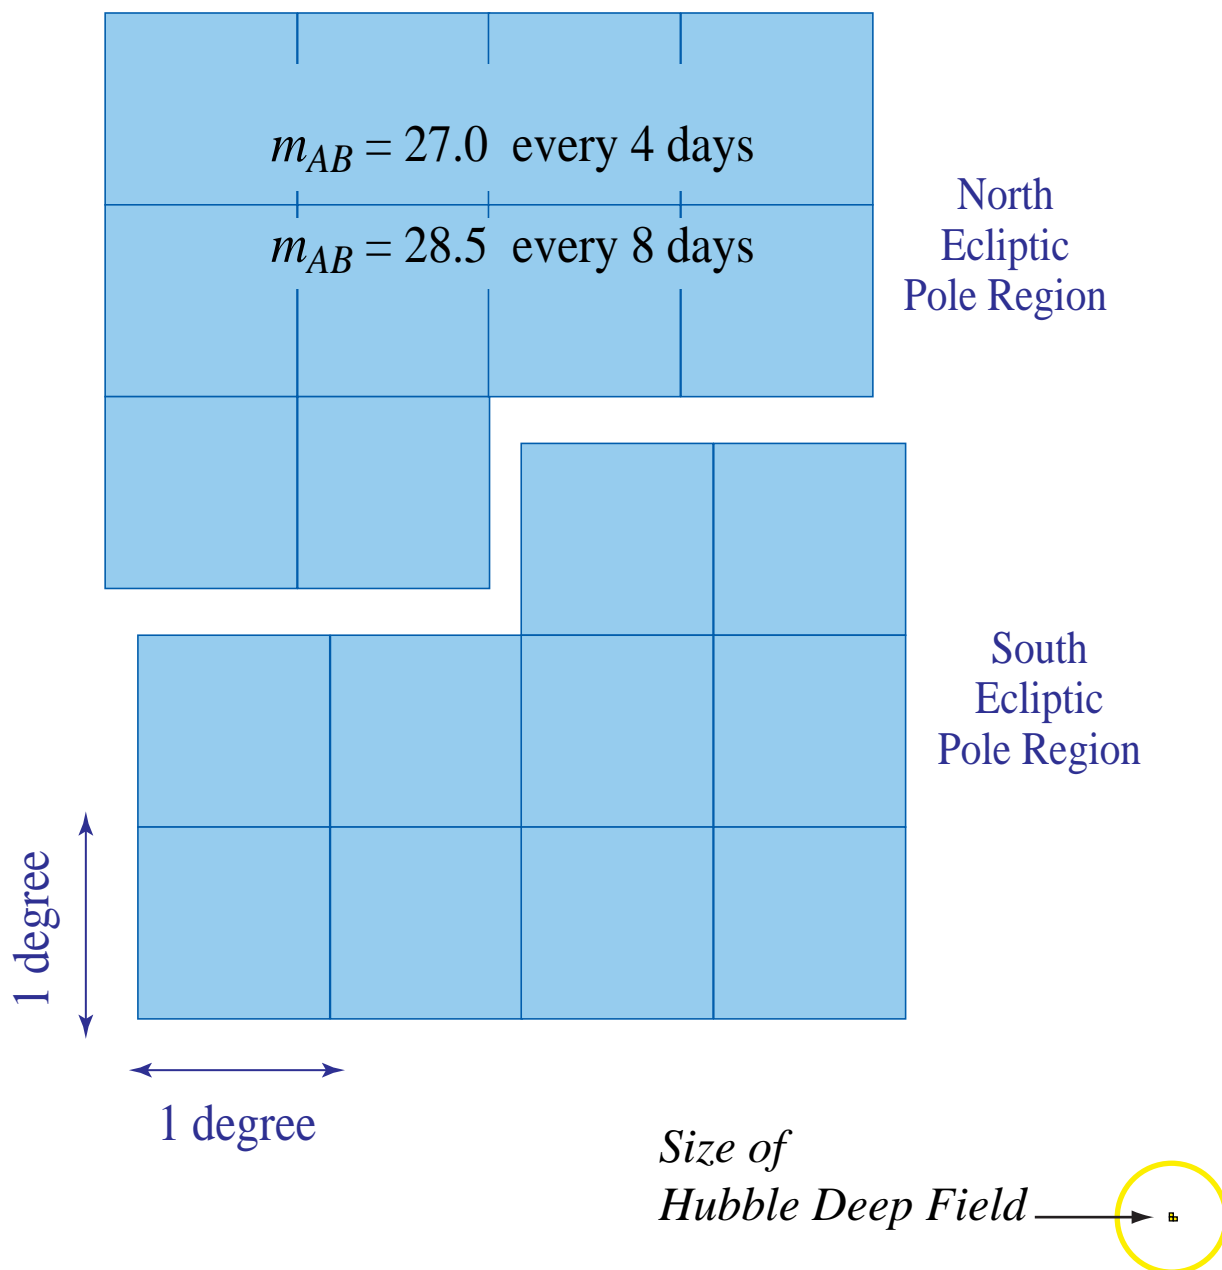 m_AB = 27.0 every 4 days
m_AB = 28.5 every 8 days
North
Ecliptic
Pole Region
South
Ecliptic
Pole Region
1 degree
1 degree
Size of
Hubble Deep Field